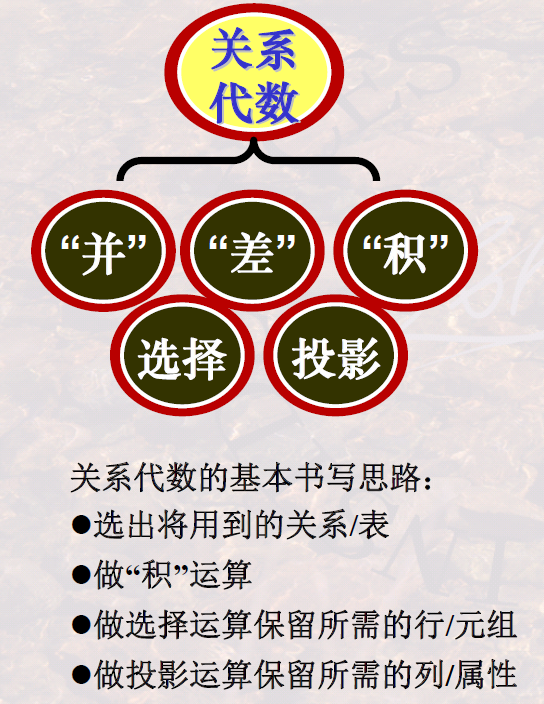 关系
代数
“并” “差” “积”
选择 投影
关系代数的基本书写思路：
●选出将用到的关系/表
●做“积”运算
●做选择运算保留所需的行/元组
●做投影运算保留所需的列/属性